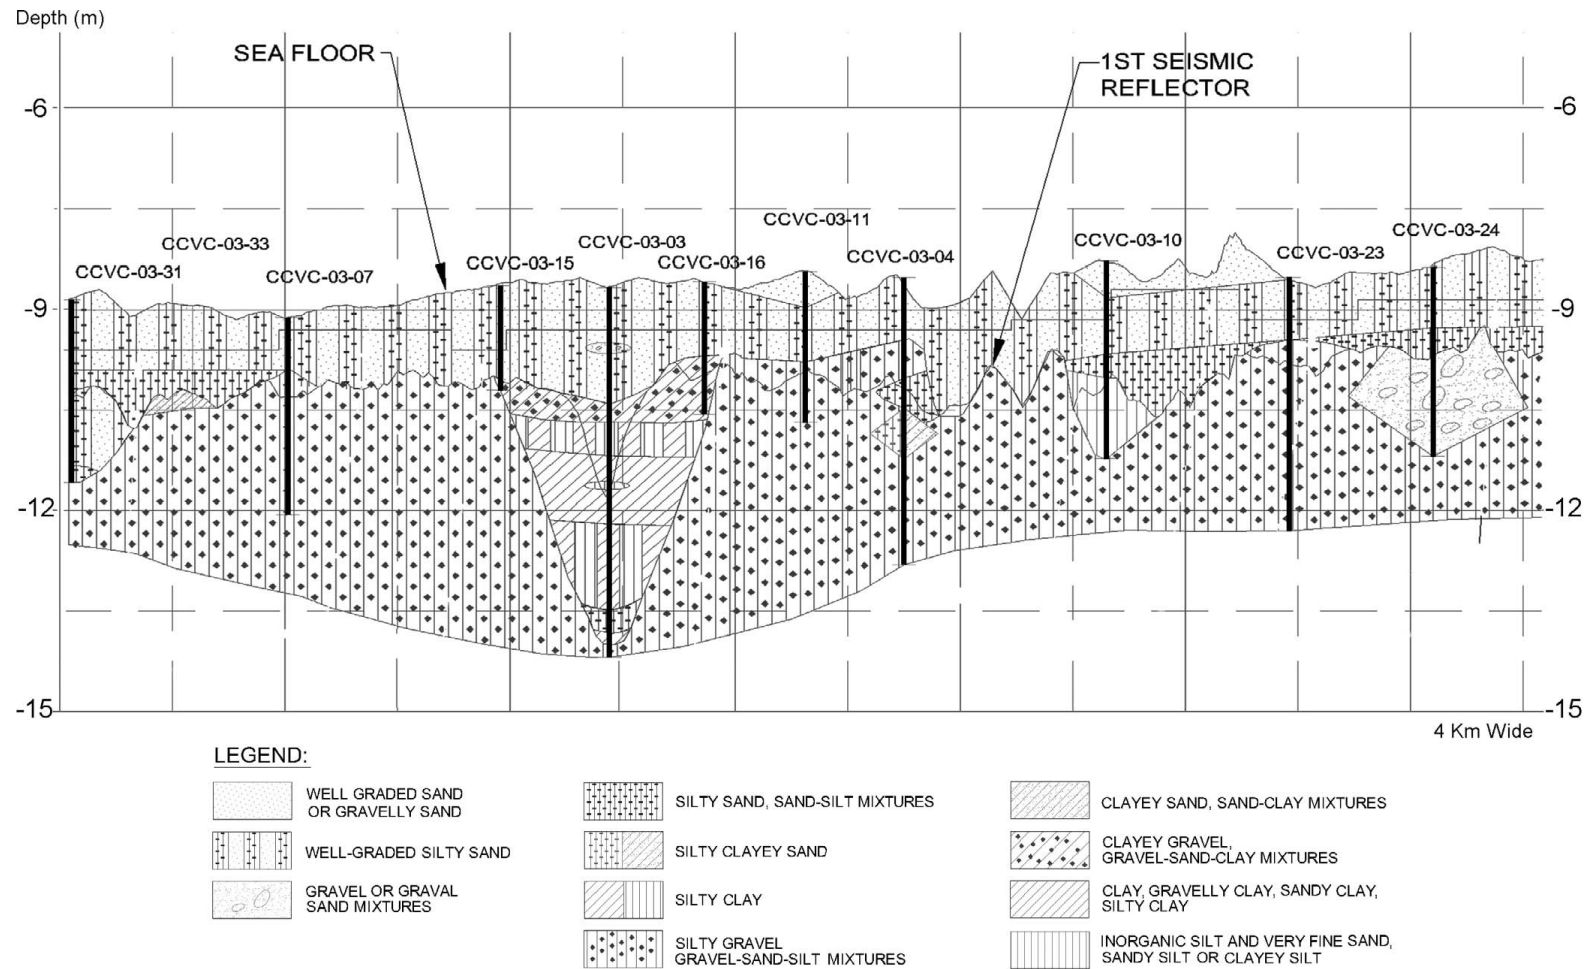 Depth (m)
SEA FLOOR
1ST SEISMIC
REFLECTOR
-6
-6
CCVC-03-11
CCVC-03-33
CCVC-03-03
CCVC-03-10
CCVC-03-24
CCVC-03-31
CCVC-03-07
CCVC-03-15
CCVC-03-16
CCVC-03-04
CCVC-03-23
-9
-9
-12
-12
-15
-15
4 Km Wide
LEGEND:
WELL GRADED SAND
OR GRAVELLY SAND
WELL-GRADED SILTY SAND
GRAVEL OR GRAVAL
SAND MIXTURES
SILTY SAND, SAND-SILT MIXTURES
SILTY CLAYEY SAND
SILTY CLAY
SILTY GRAVEL
GRAVEL-SAND-SILT MIXTURES
CLAYEY SAND, SAND-CLAY MIXTURES
CLAYEY GRAVEL,
GRAVEL-SAND-CLAY MIXTURES
CLAY, GRAVELLY CLAY, SANDY CLAY,
SILTY CLAY
INORGANIC SILT AND VERY FINE SAND,
SANDY SILT OR CLAYEY SILT